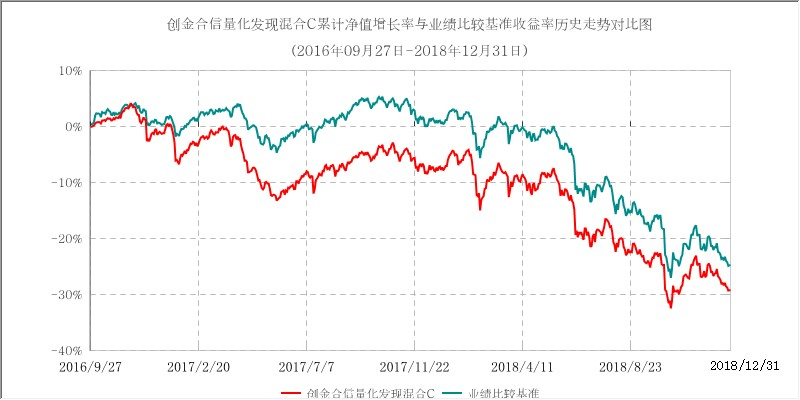 创金合信量化发现混合C累计净值增长率与业绩比较基准收益率历史走势对比图
(2016年09月27日-2018年12月31日)
10%
0%
-10%
-20%
-30%
-40%
2016/9/27 2017/2/20 2017/7/7 2017/11/22 2018/4/11 2018/8/23 2018/12/31
创金合信量化发现混合C 业绩比较基准